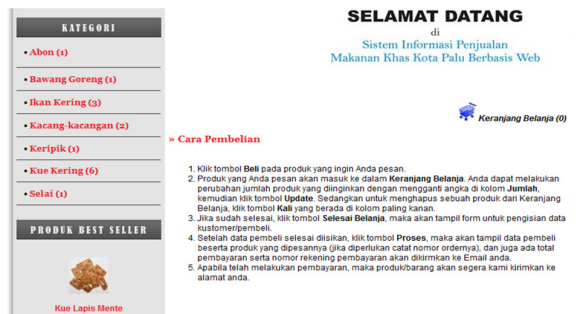 KATEGORI
• Abon (1)
• Bawang Goreng (1)
• Ikan Kering (3)
• Kacang-kacangan (2)
• Keripik (1)
• Kue Kering (6)
• Selai (1)
PRODUK BEST SELLER
Kue Lapis Mente
SELAMAT DATANG
di
Sistem Informasi Penjualan
Makanan Khas Kota Palu Berbasis Web
Keranjang Belanja (0)
» Cara Pembelian
1. Klik tombol Beli pada produk yang ingin Anda pesan.
2. Produk yang Anda pesan akan masuk ke dalam Keranjang Belanja. Anda dapat melakukan
perubahan jumlah produk yang diinginkan dengan mengganti angka di kolom Jumlah,
kemudian klik tombol Update. Sedangkan untuk menghapus sebuah produk dari Keranjang
Belanja, klik tombol Kali yang berada di kolom paling kanan.
3. Jika sudah selesai, klik tombol Selesai Belanja, maka akan tampil form untuk pengisian data
kustomer/pembeli.
4. Setelah data pembeli selesai diisikan, klik tombol Proses, maka akan tampil data pembeli
beserta produk yang dipesannya (jika diperlukan catat nomor ordernya), dan juga ada total
pembayaran serta nomor rekening pembayaran akan dikirmkan ke Email anda.
5. Apabila telah melakukan pembayaran, maka produk/barang akan segera kami kirimkan ke
alamat anda.